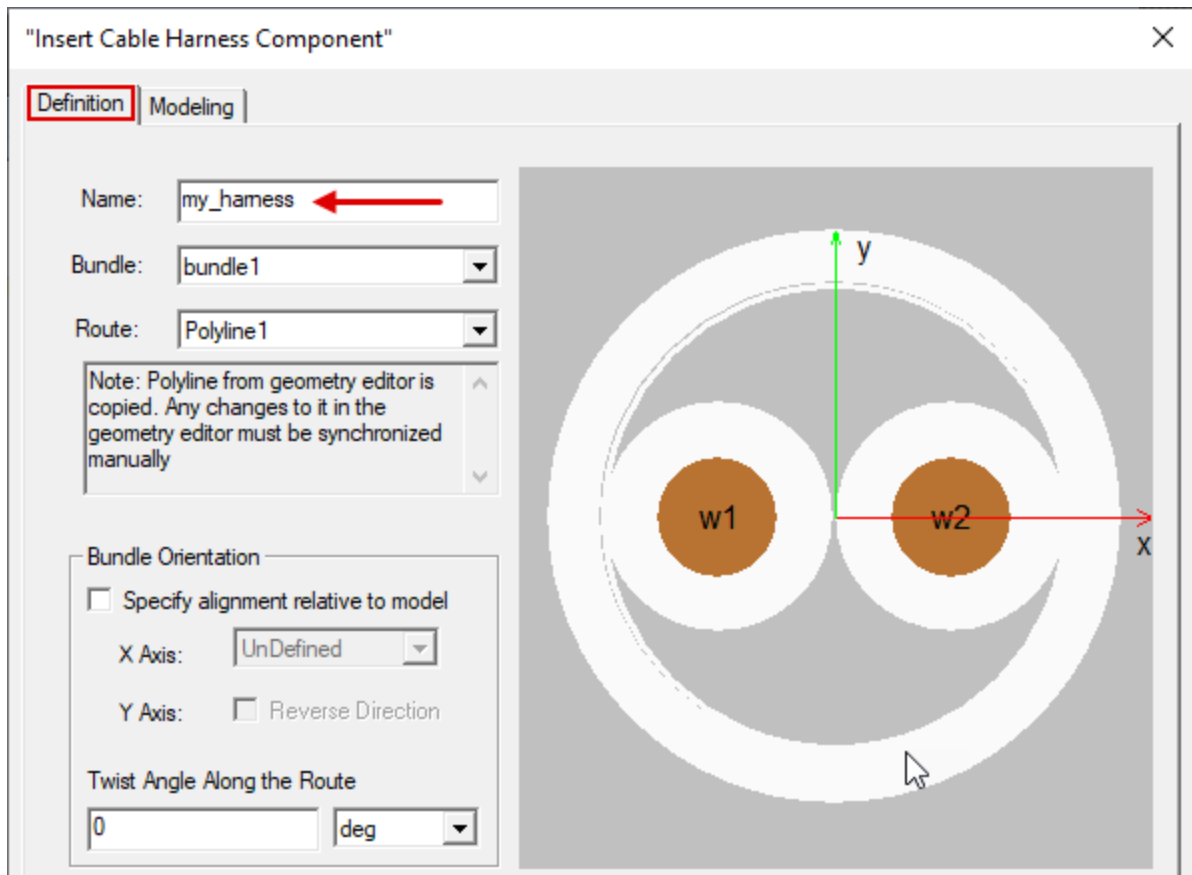 "Insert Cable Harness Component"
Definition
Modeling
Name:
my_harness
Bundle:
bundle1
Route:
Polyline1
Note: Polyline from geometry editor is
copied. Any changes to it in the
geometry editor must be synchronized
manually
Bundle Orientation
Specify alignment relative to model
X Axis:
UnDefined
Y Axis:
Reverse Direction
Twist Angle Along the Route
0
deg
y
w1
w2
x